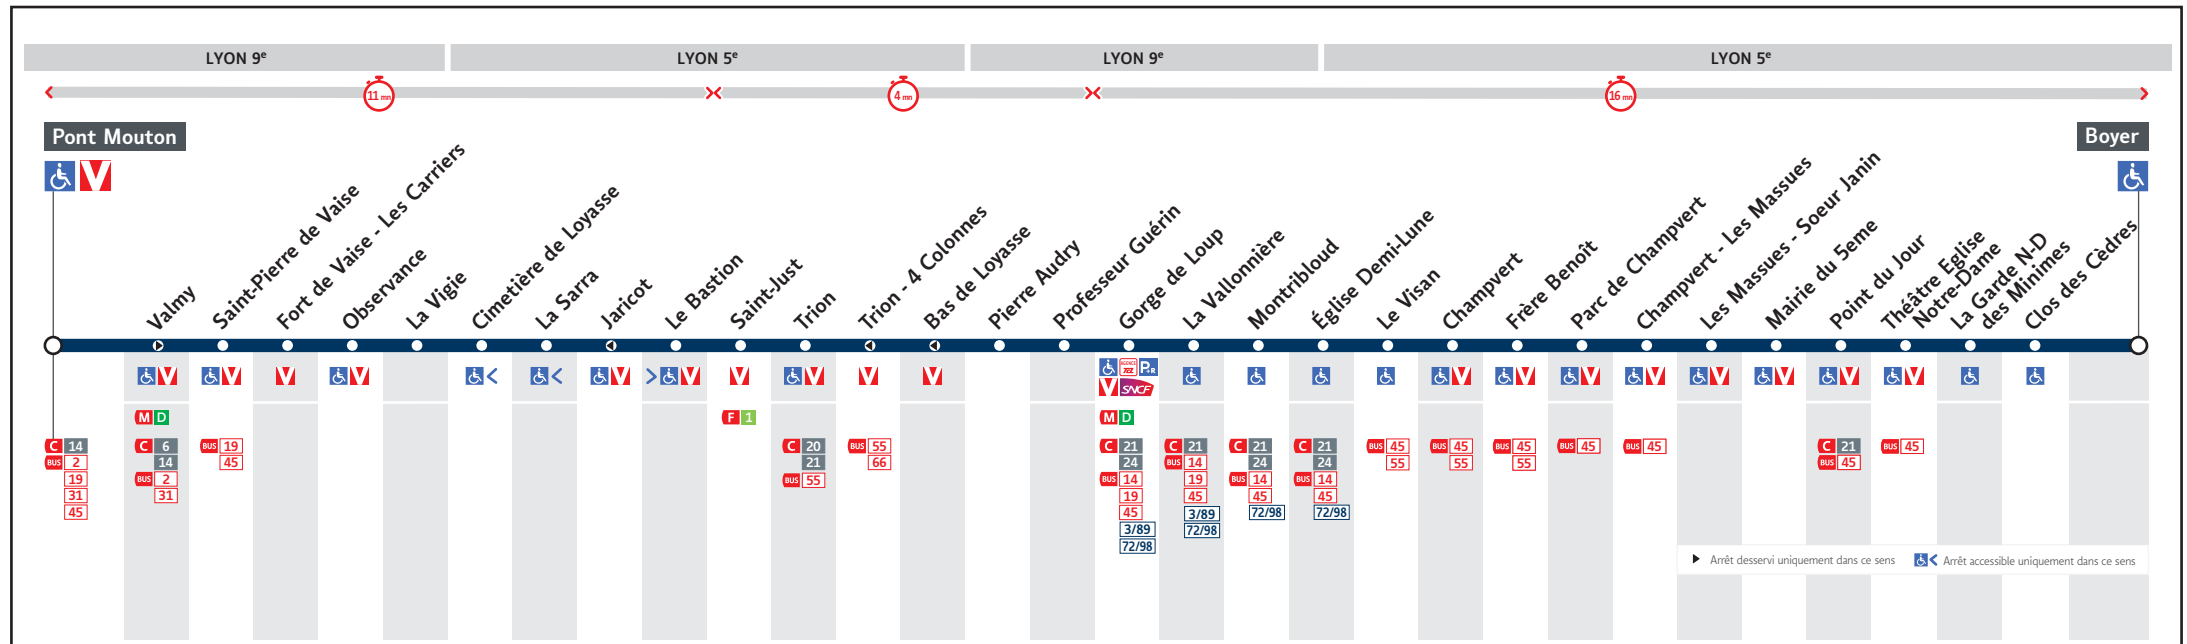 LYON 9e
LYON 5e
LYON 9e
LYON 5e
11 mn
4 mn
16 mn
Pont Mouton
Boyer
Valmy
Saint-Pierre de Vaise
Fort de Vaise - Les Carriers
Observance
La Vigie
Cimetière de Loyasse
La Sarra
Jaricot
Le Bastion
Saint-Just
Trion
Trion - 4 Colonnes
Bas de Loyasse
Pierre Audry
Professeur Guérin
Gorge de Loup
La Vallonnière
Montribloud
Église Demi-Lune
Le Visan
Champvert
Frère Benoît
Parc de Champvert
Champvert - Les Massues
Les Massues - Soeur Janin
Mairie du 5eme
Point du Jour
Théâtre Eglise
Notre-Dame
La Garde N-D
des Minimes
Clos des Cèdres
AGENCE TCL P+R
V SNCF
M D
F 1
M D
C 14
BUS 2
19
31
45
C 6
14
BUS 2
31
BUS 19
45
C 20
21
BUS 55
BUS 55
66
C 21
24
BUS 14
19
45
3/89
72/98
C 21
BUS 14
19
45
3/89
72/98
C 21
24
BUS 14
45
72/98
C 21
24
BUS 14
45
72/98
BUS 45
55
BUS 45
55
BUS 45
55
BUS 45
BUS 45
C 21
BUS 45
BUS 45
Arrêt desservi uniquement dans ce sens
Arrêt accessible uniquement dans ce sens